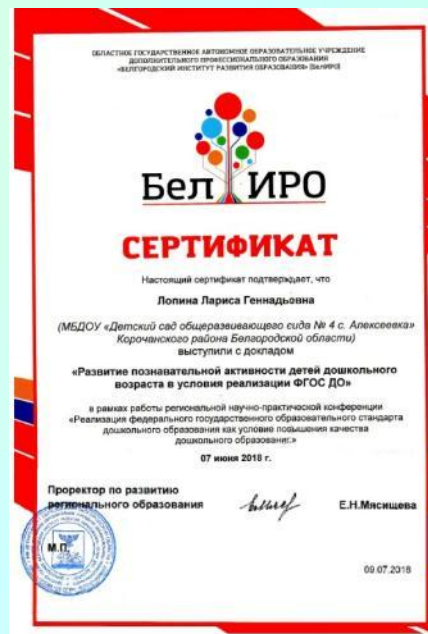 ОБЛАСТНОЕ ГОСУДАРСТВЕННОЕ АВТОНОМНОЕ ОБРАЗОВАТЕЛЬНОЕ УЧРЕЖДЕНИЕ
ДОПОЛНИТЕЛЬНОГО ПРОФЕССИОНАЛЬНОГО ОБРАЗОВАНИЯ
«БЕЛГОРОДСКИЙ ИНСТИТУТ РАЗВИТИЯ ОБРАЗОВАНИЯ» (БелИРО)
Бел ИРО
СЕРТИФИКАТ
Настоящий сертификат подтверждает, что
Лопина Лариса Геннадьевна
(МБДОУ «Детский сад общеразвивающего вида № 4 с. Алексеевка»
Корочанского района Белгородской области)
выступили с докладом
«Развитие познавательной активности детей дошкольного
возраста в условия реализации ФГОС ДО»
в рамках работы региональной научно-практической конференции
«Реализация федерального государственного образовательного стандарта
дошкольного образования как условие повышения качества
дошкольного образования»
07 июня 2018 г.
Проректор по развитию
регионального образования Е.Н.Мясищева
М.П.
09.07.2018